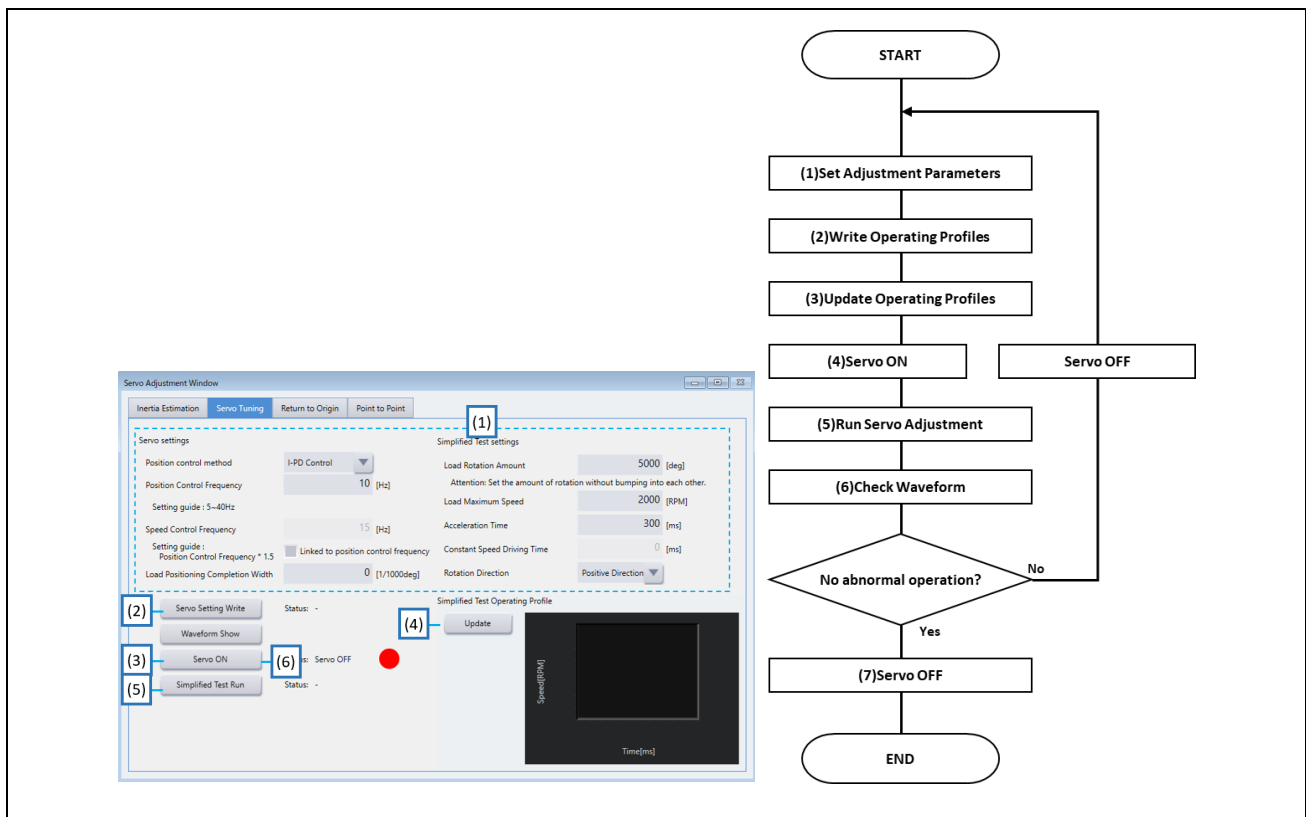 START
(1)Set Adjustment Parameters
(2)Write Operating Profiles
(3)Update Operating Profiles
(4)Servo ON
Servo OFF
(5)Run Servo Adjustment
(6)Check Waveform
No abnormal operation?
No
Yes
(7)Servo OFF
END
Servo Adjustment Window
Inertia Estimation
Servo Tuning
Return to Origin
Point to Point
(1)
Servo settings
Position control method
I-PD Control
Position Control Frequency
10 [Hz]
Setting guide : 5~40Hz
Speed Control Frequency
15 [Hz]
Setting guide :
Position Control Frequency * 1.5
Linked to position control frequency
Load Positioning Completion Width
0 [1/1000deg]
Simplified Test settings
Load Rotation Amount
5000 [deg]
Attention: Set the amount of rotation without bumping into each other.
Load Maximum Speed
2000 [RPM]
Acceleration Time
300 [ms]
Constant Speed Driving Time
0 [ms]
Rotation Direction
Positive Direction
(2)
Servo Setting Write
Status: -
Waveform Show
(3)
Servo ON
(6)
us: Servo OFF
(5)
Simplified Test Run
Status: -
Simplified Test Operating Profile
(4)
Update
Speed[RPM]
Time[ms]